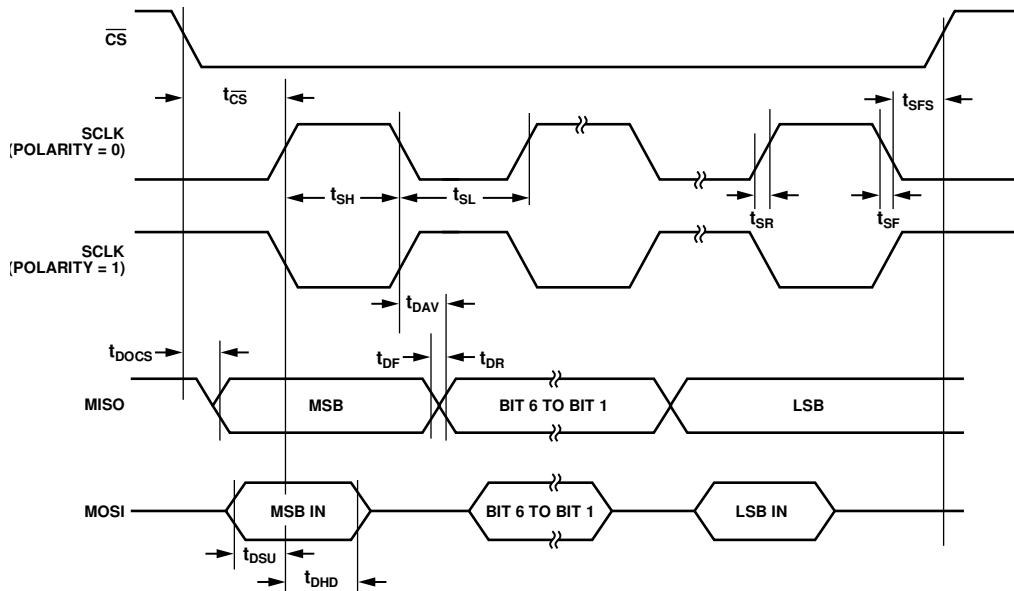 CS
tCS
tSFS
SCLK
(POLARITY = 0)
tSH
tSL
tSR
tSF
SCLK
(POLARITY = 1)
tDAV
tDOCS
tDF
tDR
MISO
MSB
BIT 6 TO BIT 1
LSB
MOSI
MSB IN
BIT 6 TO BIT 1
LSB IN
tDSU
tDHD